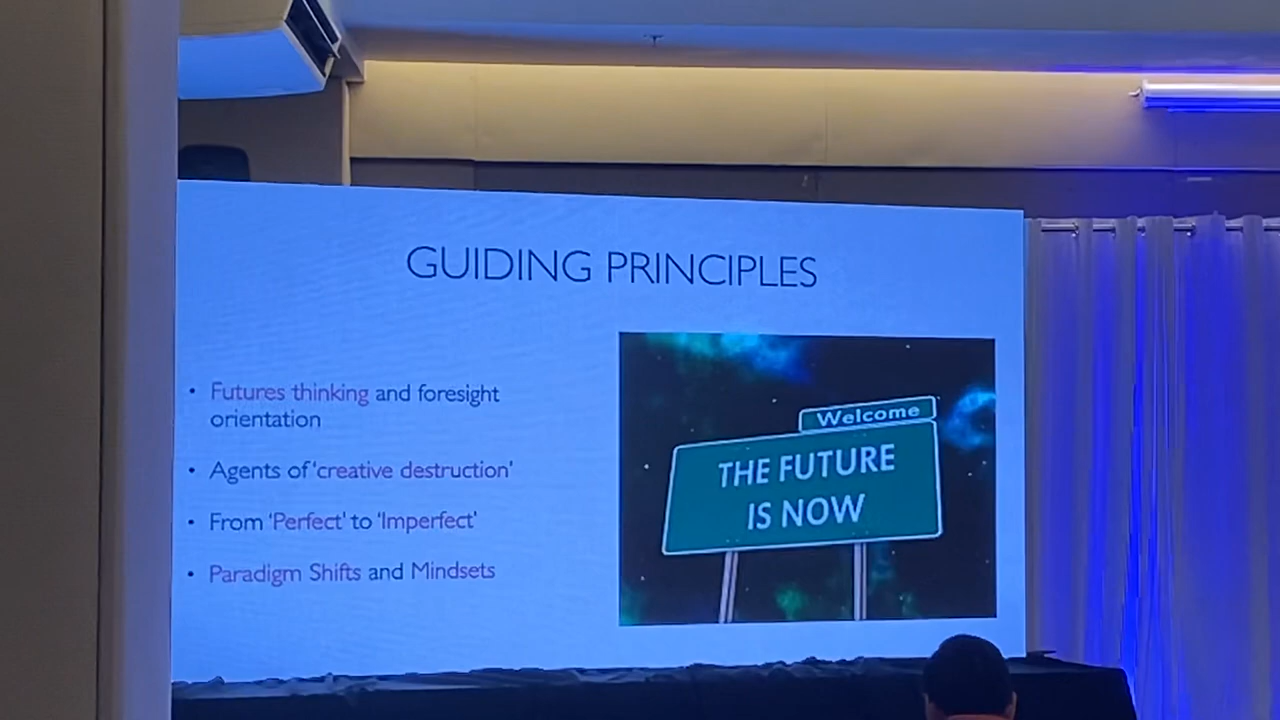 GUIDING PRINCIPLES
• Futures thinking and foresight
orientation
• Agents of 'creative destruction'
• From 'Perfect' to 'Imperfect'
• Paradigm Shifts and Mindsets
Welcome
THE FUTURE
IS NOW